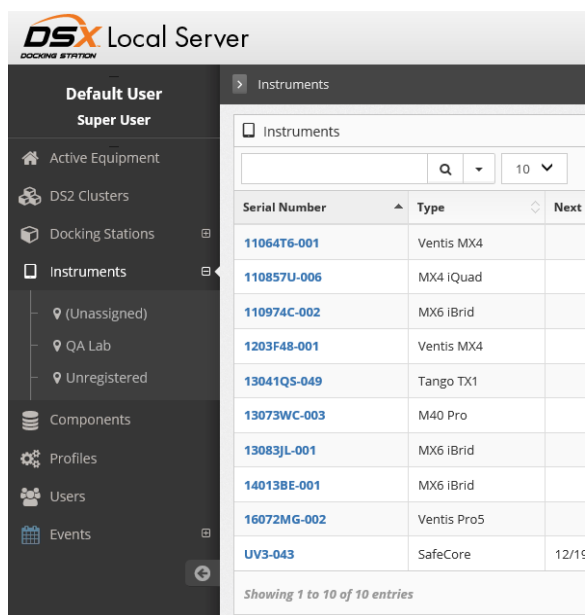 DSX Local Server
DOCKING STATION
Default User
Super User
Active Equipment
DS2 Clusters
Docking Stations
Instruments
(Unassigned)
QA Lab
Unregistered
Components
Profiles
Users
Events
Instruments
Instruments
10
Serial Number Type Next
11064T6-001 Ventis MX4
110857U-006 MX4 iQuad
110974C-002 MX6 iBrid
1203F48-001 Ventis MX4
13041QS-049 Tango TX1
13073WC-003 M40 Pro
13083JL-001 MX6 iBrid
14013BE-001 MX6 iBrid
16072MG-002 Ventis Pro5
UV3-043 SafeCore 12/19
Showing 1 to 10 of 10 entries